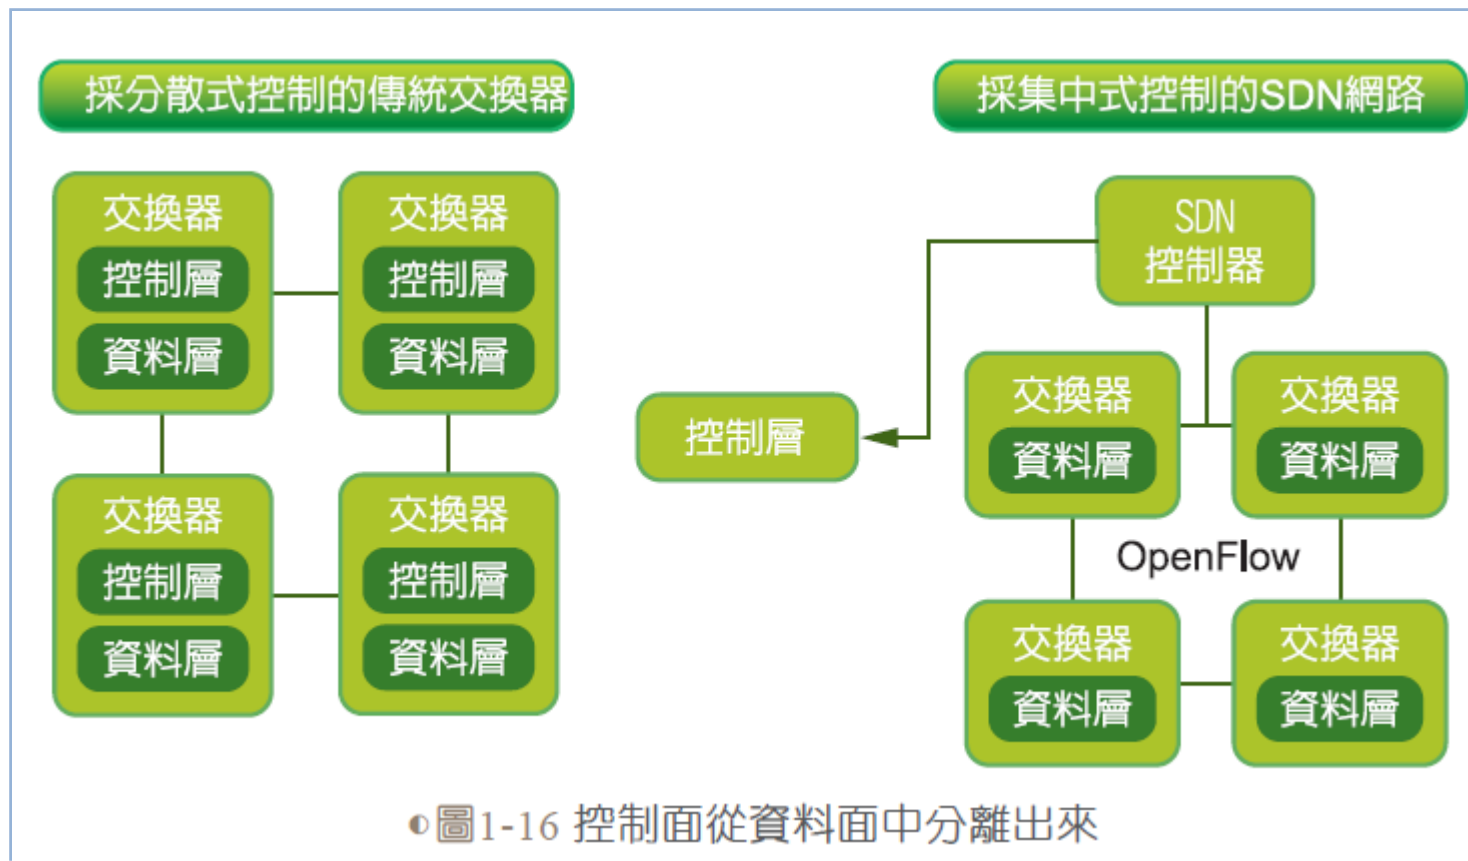 採分散式控制的傳統交換器
交換器
控制層
資料層
交換器
控制層
資料層
交換器
控制層
資料層
交換器
控制層
資料層
採集中式控制的SDN網路
SDN
控制器
控制層
交換器
資料層
交換器
資料層
OpenFlow
交換器
資料層
交換器
資料層
圖1-16 控制面從資料面中分離出來